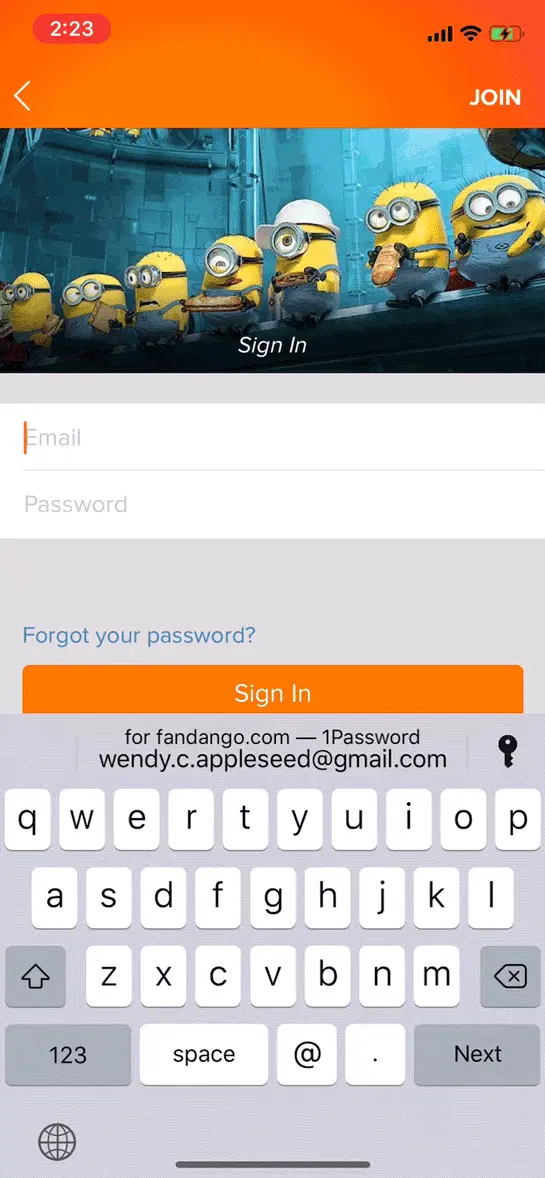 2:23
JOIN
Sign In
Email
Password
Forgot your password?
Sign In
for fandango.com — 1Password
wendy.c.appleseed@gmail.com
q w e r t y u i o p
a s d f g h j k l
z x c v b n m
123 space @ . Next